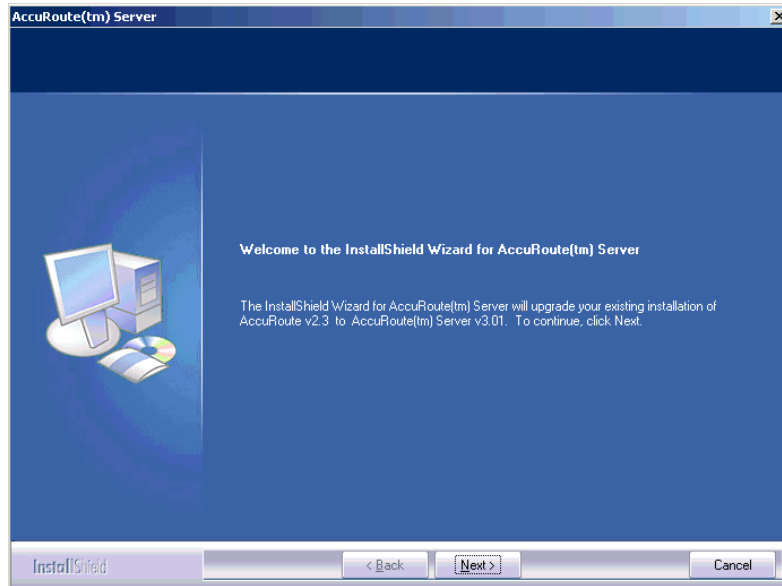 AccuRoute(tm) Server
Welcome to the InstallShield Wizard for AccuRoute(tm) Server
The InstallShield Wizard for AccuRoute(tm) Server will upgrade your existing installation of
AccuRoute v2.3 to AccuRoute(tm) Server v3.01. To continue, click Next.
InstallShield
< Back
Next >
Cancel